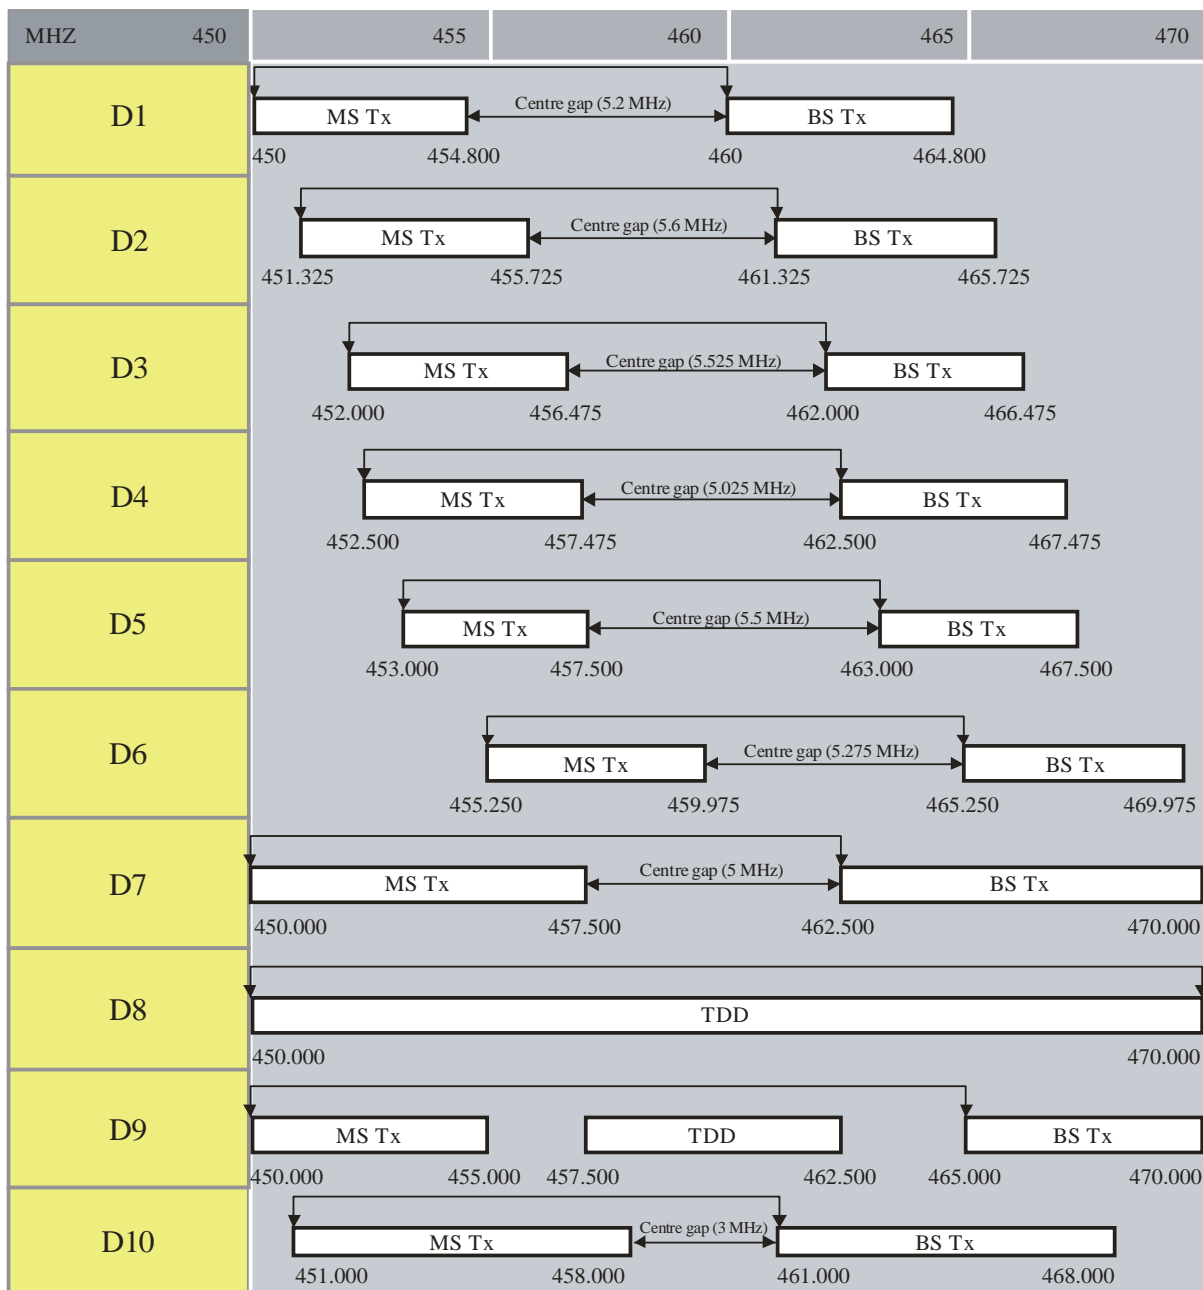 MHZ 450 455 460 465 470
D1
Centre gap (5.2 MHz)
MS Tx BS Tx
450 454.800 460 464.800
D2
Centre gap (5.6 MHz)
MS Tx BS Tx
451.325 455.725 461.325 465.725
D3
Centre gap (5.525 MHz)
MS Tx BS Tx
452.000 456.475 462.000 466.475
D4
Centre gap (5.025 MHz)
MS Tx BS Tx
452.500 457.475 462.500 467.475
D5
Centre gap (5.5 MHz)
MS Tx BS Tx
453.000 457.500 463.000 467.500
D6
Centre gap (5.275 MHz)
MS Tx BS Tx
455.250 459.975 465.250 469.975
D7
Centre gap (5 MHz)
MS Tx BS Tx
450.000 457.500 462.500 470.000
D8
TDD
450.000 470.000
D9
MS Tx TDD BS Tx
450.000 455.000 457.500 462.500 465.000 470.000
D10
Centre gap (3 MHz)
MS Tx BS Tx
451.000 458.000 461.000 468.000